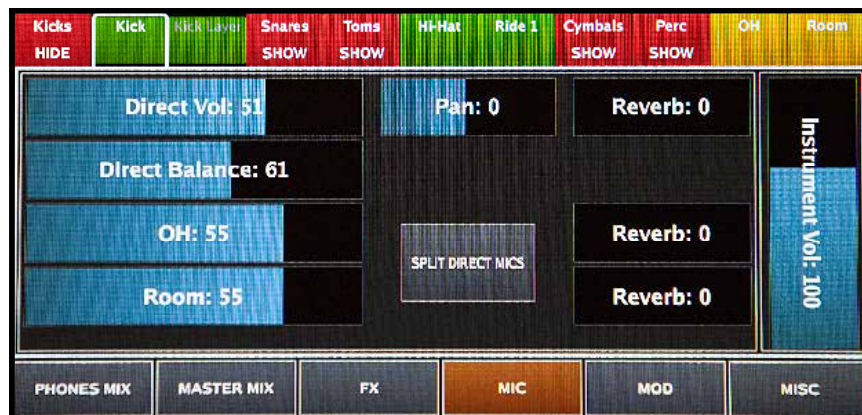 Kicks Kick Kick Layer Snares Toms Hi-Hat Ride 1 Cymbals Perc OH Room
HIDE SHOW SHOW SHOW SHOW
Direct Vol: 51 Pan: 0 Reverb: 0
Direct Balance: 61
OH: 55 Reverb: 0
SPLIT DIRECT MICS
Room: 55 Reverb: 0
Instrument Vol: 100
PHONES MIX MASTER MIX FX MIC MOD MISC